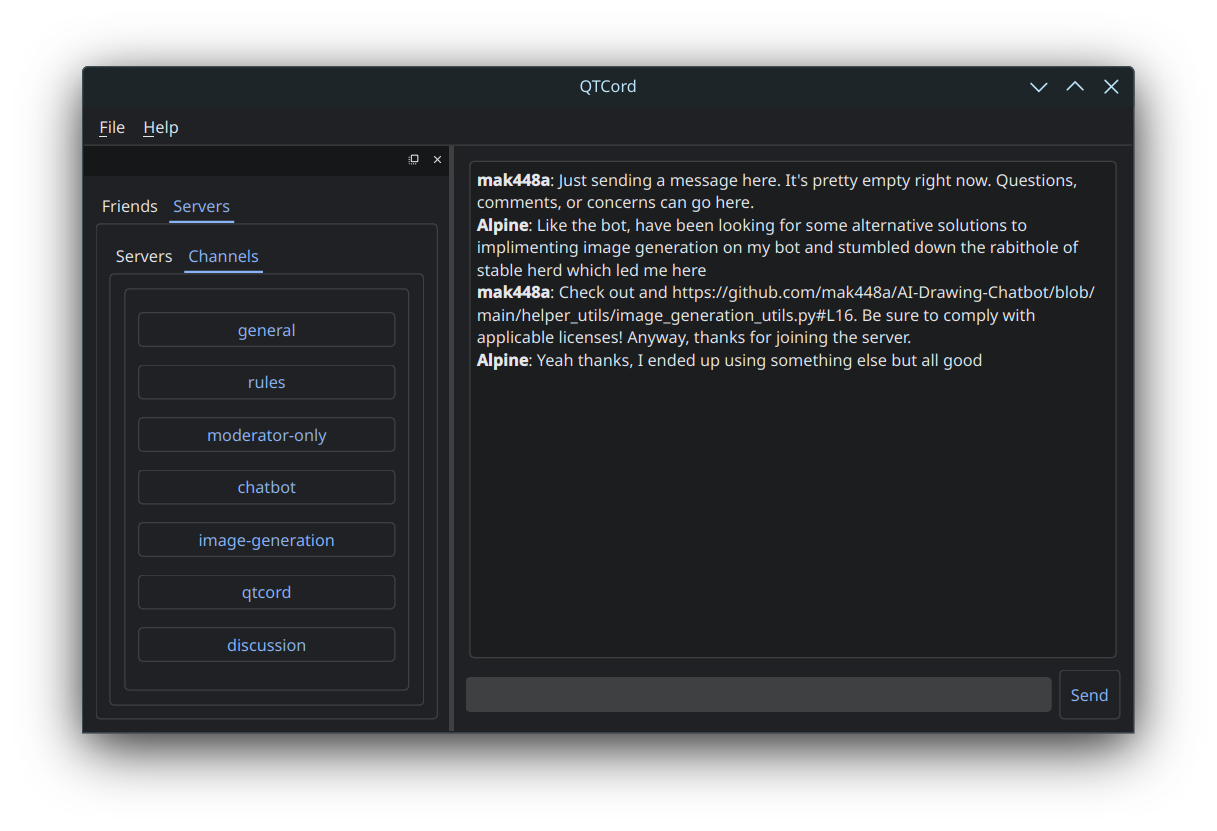 QTCord
File Help
Friends Servers
Servers Channels
general
rules
moderator-only
chatbot
image-generation
qtcord
discussion
mak448a: Just sending a message here. It's pretty empty right now. Questions,
comments, or concerns can go here.
Alpine: Like the bot, have been looking for some alternative solutions to
implimenting image generation on my bot and stumbled down the rabithole of
stable herd which led me here
mak448a: Check out and https://github.com/mak448a/AI-Drawing-Chatbot/blob/
main/helper_utils/image_generation_utils.py#L16. Be sure to comply with
applicable licenses! Anyway, thanks for joining the server.
Alpine: Yeah thanks, I ended up using something else but all good
Send